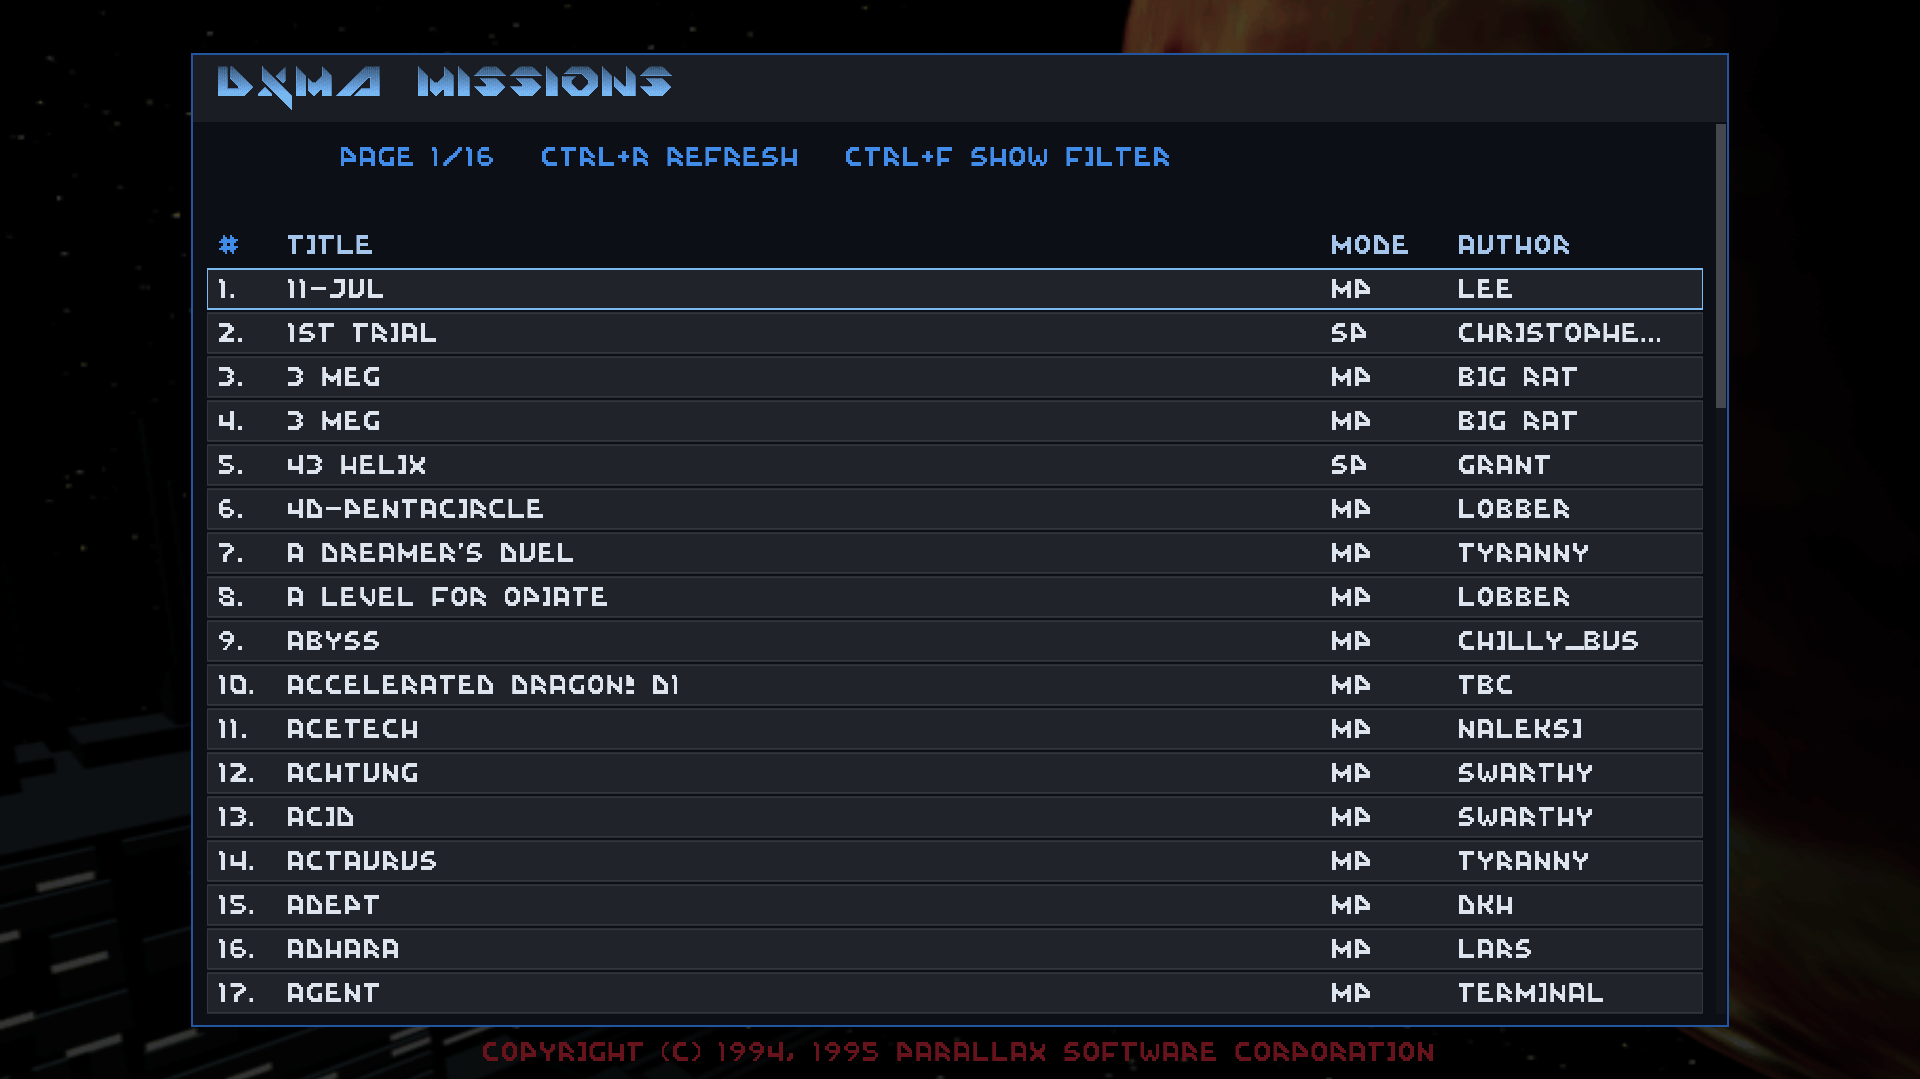 DXMA MISSIONS
PAGE 1/16 CTRL+R REFRESH CTRL+F SHOW FILTER
# TITLE MODE AUTHOR
1. 11-JUL MP LEE
2. 1ST TRIAL SP CHRISTOPHE...
3. 3 MEG MP BIG RAT
4. 3 MEG MP BIG RAT
5. 43 HELIX SP GRANT
6. 4D-PENTACIRCLE MP LOBBER
7. A DREAMER'S DUEL MP TYRANNY
8. A LEVEL FOR OPIATE MP LOBBER
9. ABYSS MP CHILLY_BUS
10. ACCELERATED DRAGON! D1 MP TBC
11. ACETECH MP NALEKSI
12. ACHTUNG MP SWARTHY
13. ACID MP SWARTHY
14. ACTAURUS MP TYRANNY
15. ADEPT MP DKH
16. ADHARA MP LARS
17. AGENT MP TERMINAL
COPYRIGHT (C) 1994, 1995 PARALLAX SOFTWARE CORPORATION